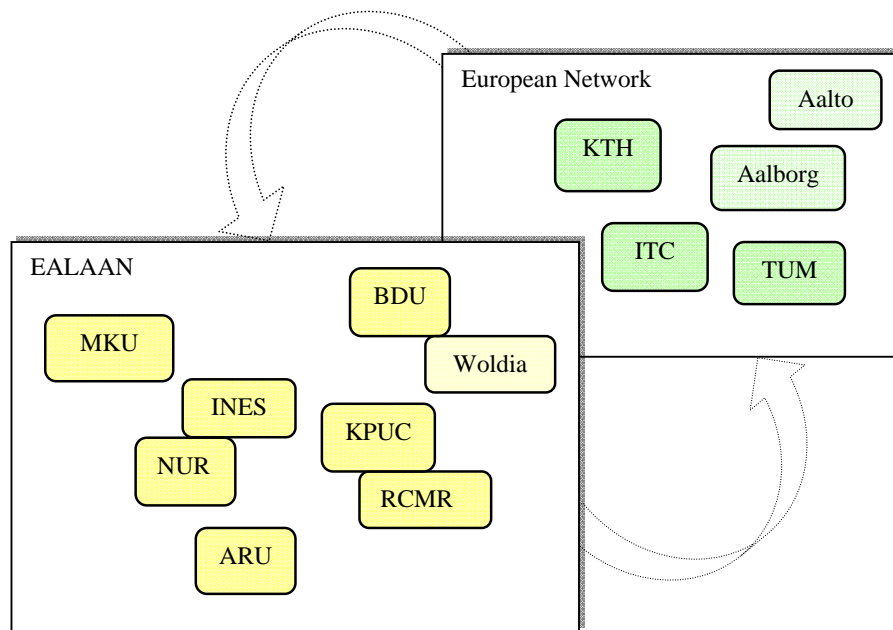 European Network
Aalto
KTH
Aalborg
ITC
TUM
EALAAN
BDU
MKU
Woldia
INES
KPUC
NUR
RCMR
ARU